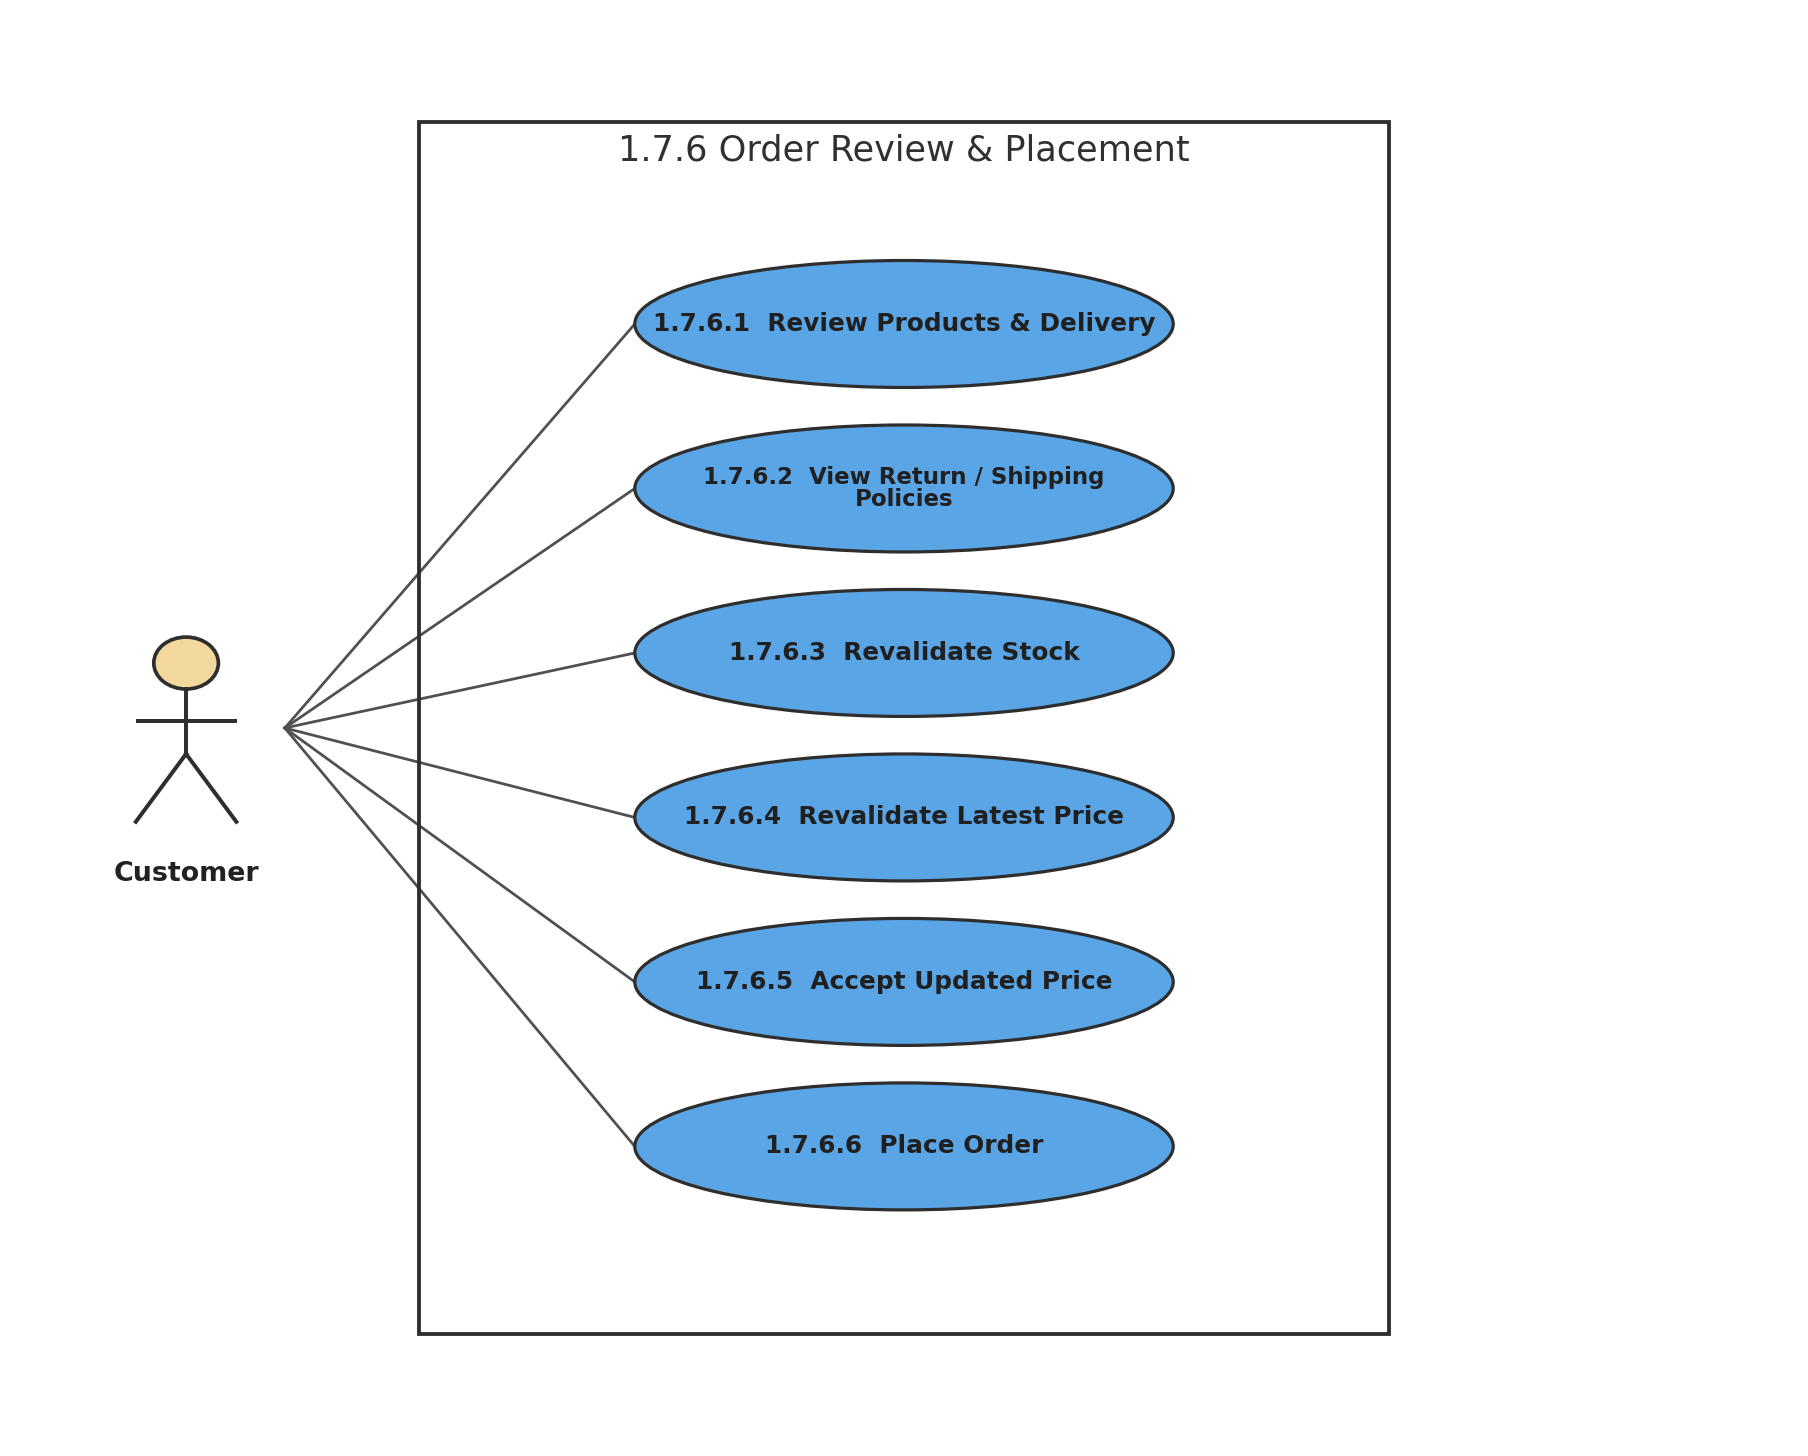 1.7.6 Order Review & Placement
1.7.6.1  Review Products & Delivery
1.7.6.2  View Return / Shipping
Policies
1.7.6.3  Revalidate Stock
1.7.6.4  Revalidate Latest Price
Customer
1.7.6.5  Accept Updated Price
1.7.6.6  Place Order